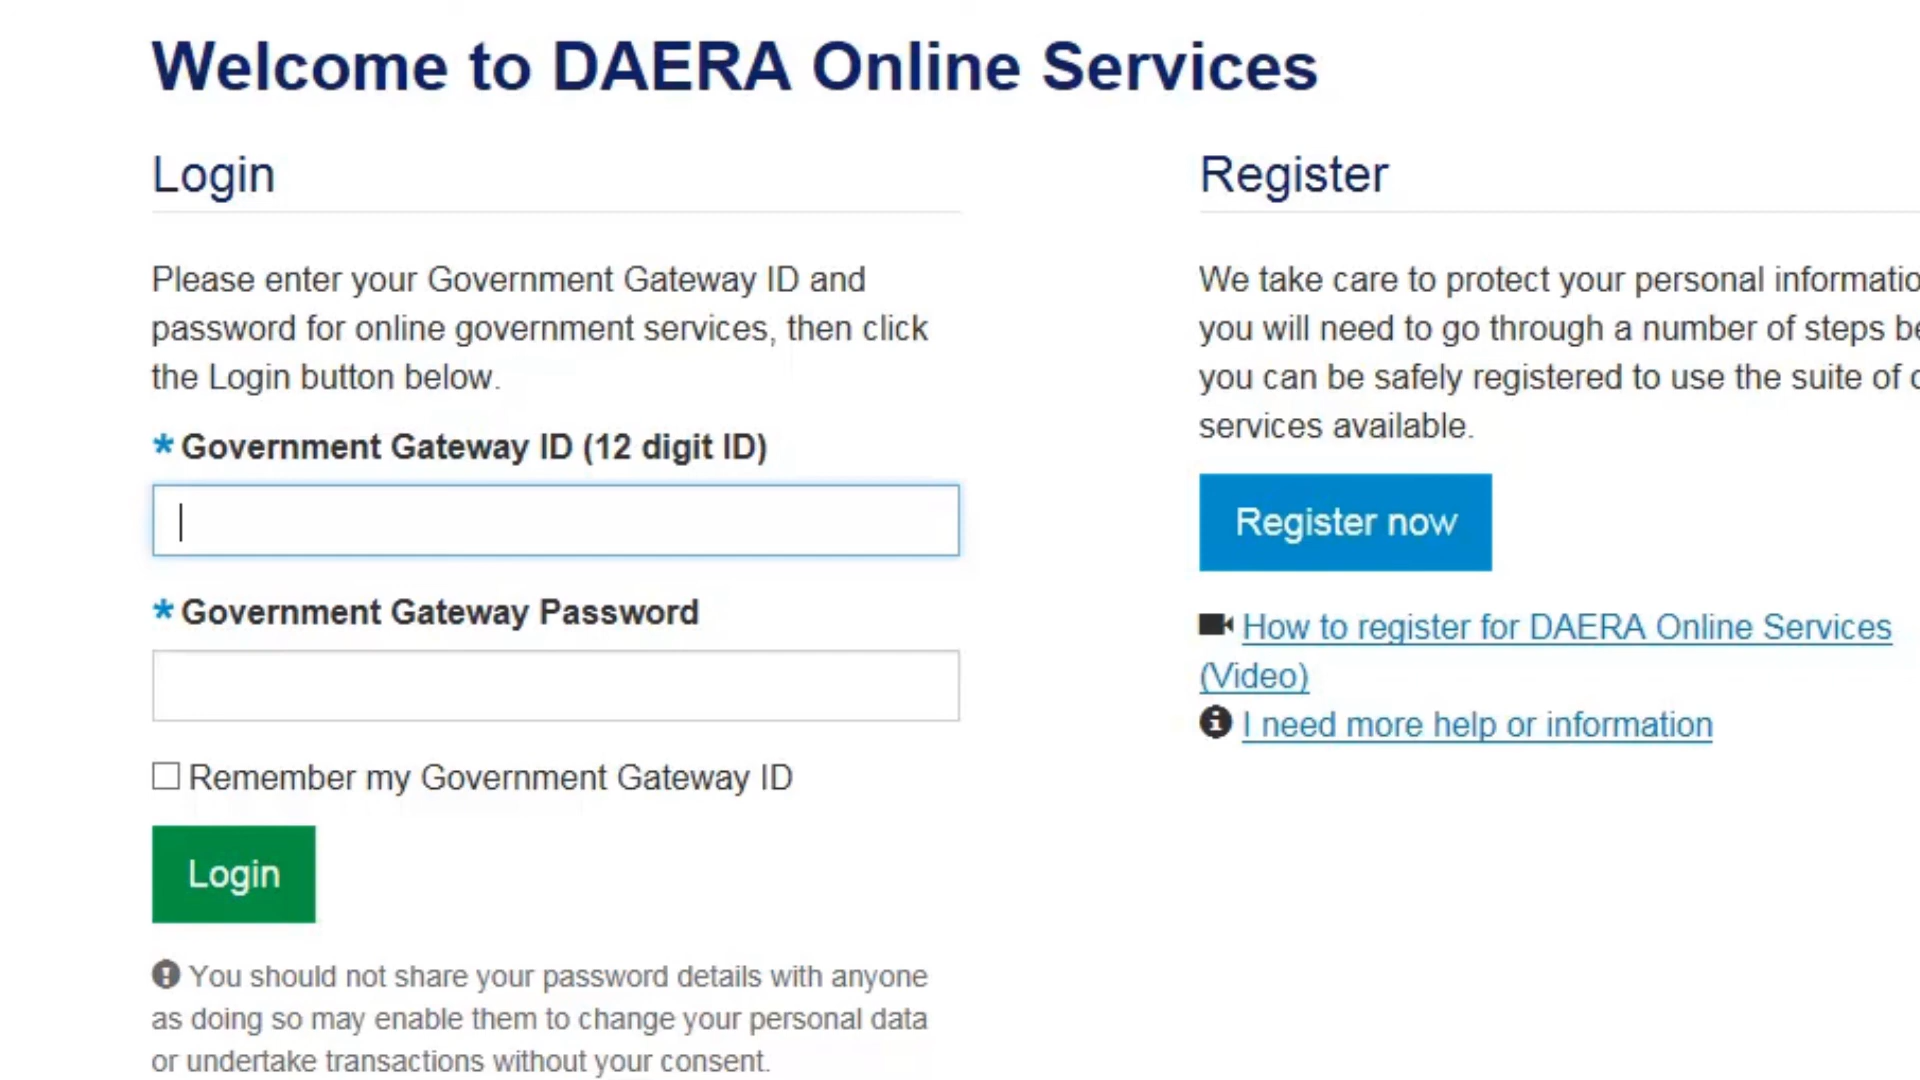 Welcome to DAERA Online Services
Login
Please enter your Government Gateway ID and
password for online government services, then click
the Login button below.
* Government Gateway ID (12 digit ID)
* Government Gateway Password
Remember my Government Gateway ID
Login
You should not share your password details with anyone
as doing so may enable them to change your personal data
or undertake transactions without your consent.
Register
We take care to protect your personal
you will need to go through a number of steps
you can be safely registered to use the suite of
services available.
Register now
How to register for DAERA Online Services
(Video)
I need more help or information